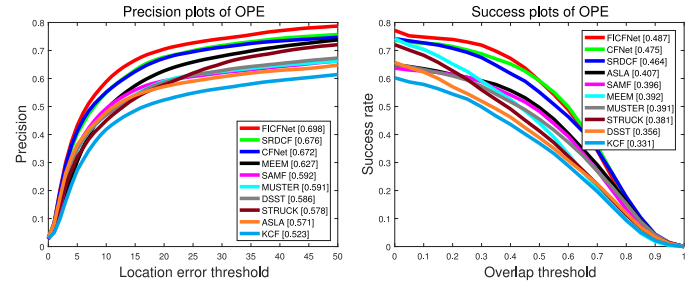 Precision plots of OPE
0.8
0.7
0.6
0.5
0.4
0.3
0.2
0.1
0
Precision
FICFNet [0.698]
SRDCF [0.676]
CFNet [0.672]
MEEM [0.627]
SAMF [0.592]
MUSTER [0.591]
DSST [0.586]
STRUCK [0.578]
ASLA [0.571]
KCF [0.523]
0 5 10 15 20 25 30 35 40 45 50
Location error threshold
Success plots of OPE
0.8
0.7
0.6
0.5
0.4
0.3
0.2
0.1
0
Success rate
FICFNet [0.487]
CFNet [0.475]
SRDCF [0.464]
ASLA [0.407]
SAMF [0.396]
MEEM [0.392]
MUSTER [0.391]
STRUCK [0.381]
DSST [0.356]
KCF [0.331]
0 0.1 0.2 0.3 0.4 0.5 0.6 0.7 0.8 0.9 1
Overlap threshold